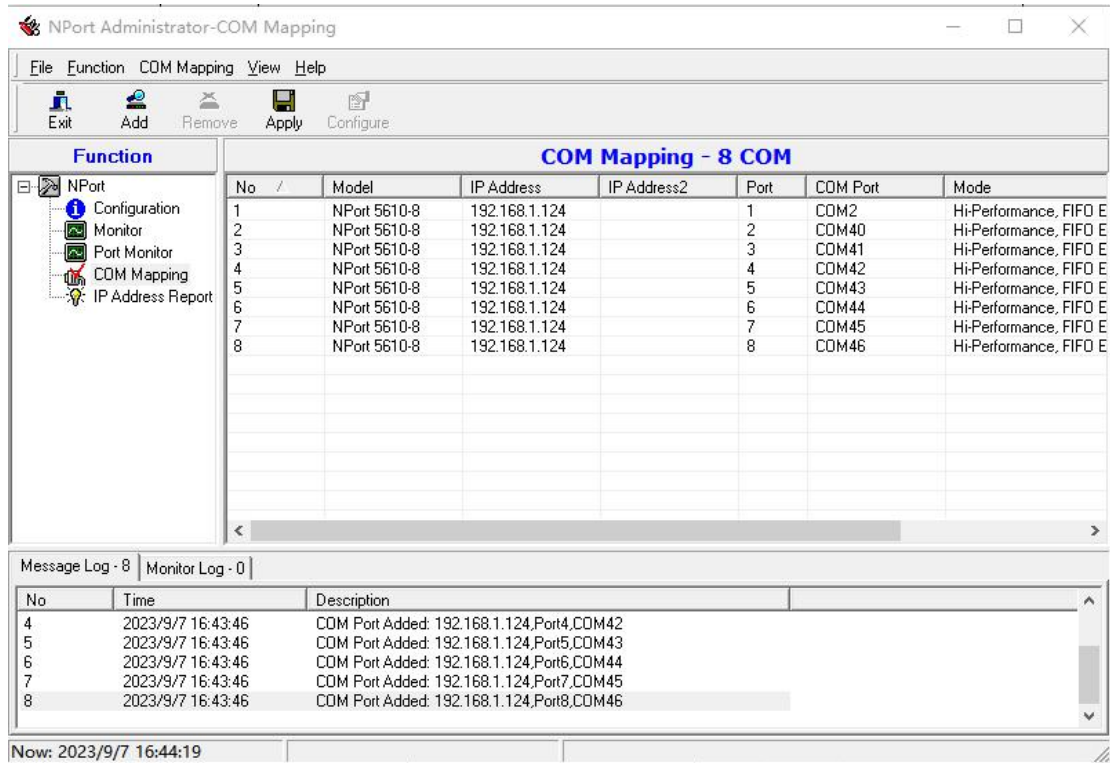 NPort Administrator-COM Mapping
File Function COM Mapping View Help
Exit Add Remove Apply Configure
Function
COM Mapping - 8 COM
NPort
Configuration
Monitor
Port Monitor
COM Mapping
IP Address Report
No Model IP Address IP Address2 Port COM Port Mode
1 NPort 5610-8 192.168.1.124 1 COM2 Hi-Performance, FIFO E
2 NPort 5610-8 192.168.1.124 2 COM40 Hi-Performance, FIFO E
3 NPort 5610-8 192.168.1.124 3 COM41 Hi-Performance, FIFO E
4 NPort 5610-8 192.168.1.124 4 COM42 Hi-Performance, FIFO E
5 NPort 5610-8 192.168.1.124 5 COM43 Hi-Performance, FIFO E
6 NPort 5610-8 192.168.1.124 6 COM44 Hi-Performance, FIFO E
7 NPort 5610-8 192.168.1.124 7 COM45 Hi-Performance, FIFO E
8 NPort 5610-8 192.168.1.124 8 COM46 Hi-Performance, FIFO E
Message Log - 8 Monitor Log - 0
No Time Description
4 2023/9/7 16:43:46 COM Port Added: 192.168.1.124,Port4,COM42
5 2023/9/7 16:43:46 COM Port Added: 192.168.1.124,Port5,COM43
6 2023/9/7 16:43:46 COM Port Added: 192.168.1.124,Port6,COM44
7 2023/9/7 16:43:46 COM Port Added: 192.168.1.124,Port7,COM45
8 2023/9/7 16:43:46 COM Port Added: 192.168.1.124,Port8,COM46
Now: 2023/9/7 16:44:19